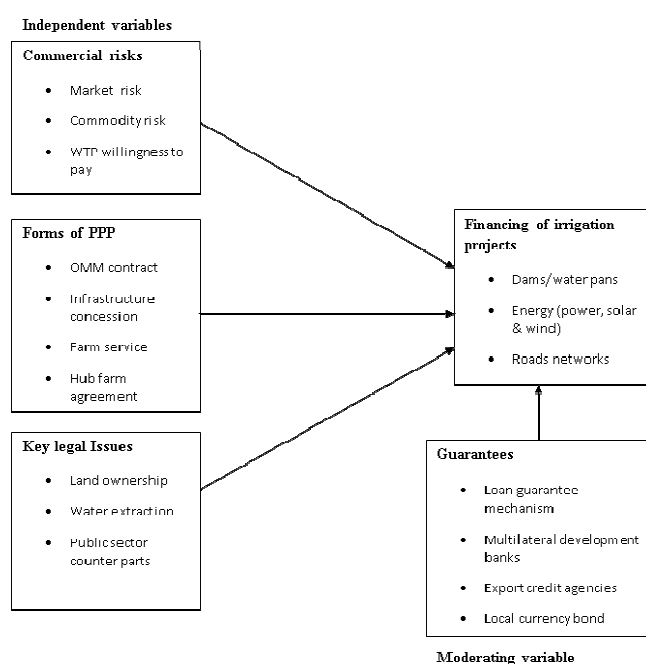 Independent variables
Commercial risks
• Market risk
• Commodity risk
• WTP willingness to
pay
Forms of PPP
• OMM contract
• Infrastructure
concession
• Farm service
• Hub farm
agreement
Key legal Issues
• Land ownership
• Water extraction
• Public sector
counter parts
Financing of irrigation
projects
• Dams/water pans
• Energy (power, solar
& wind)
• Roads networks
Guarantees
• Loan guarantee
mechanism
• Multilateral development
banks
• Export credit agencies
• Local currency bond
Moderating variable